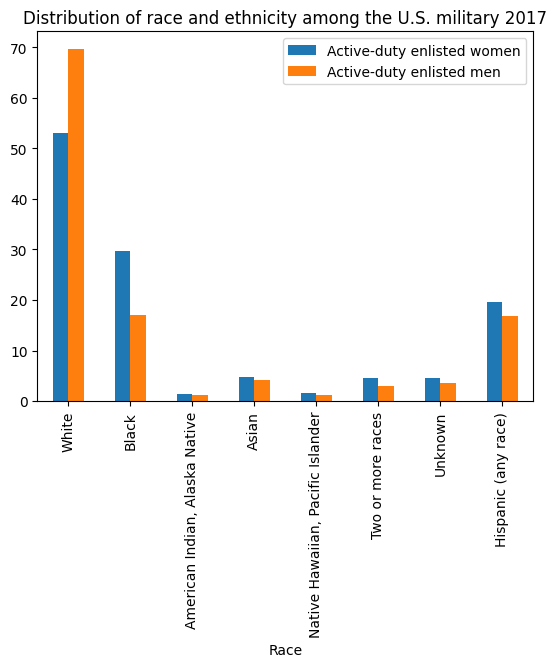 Distribution of race and ethnicity among the U.S. military 2017
Active-duty enlisted women
Active-duty enlisted men
70
60
50
40
30
20
10
0
White
Black
American Indian, Alaska Native
Asian
Native Hawaiian, Pacific Islander
Two or more races
Unknown
Hispanic (any race)
Race